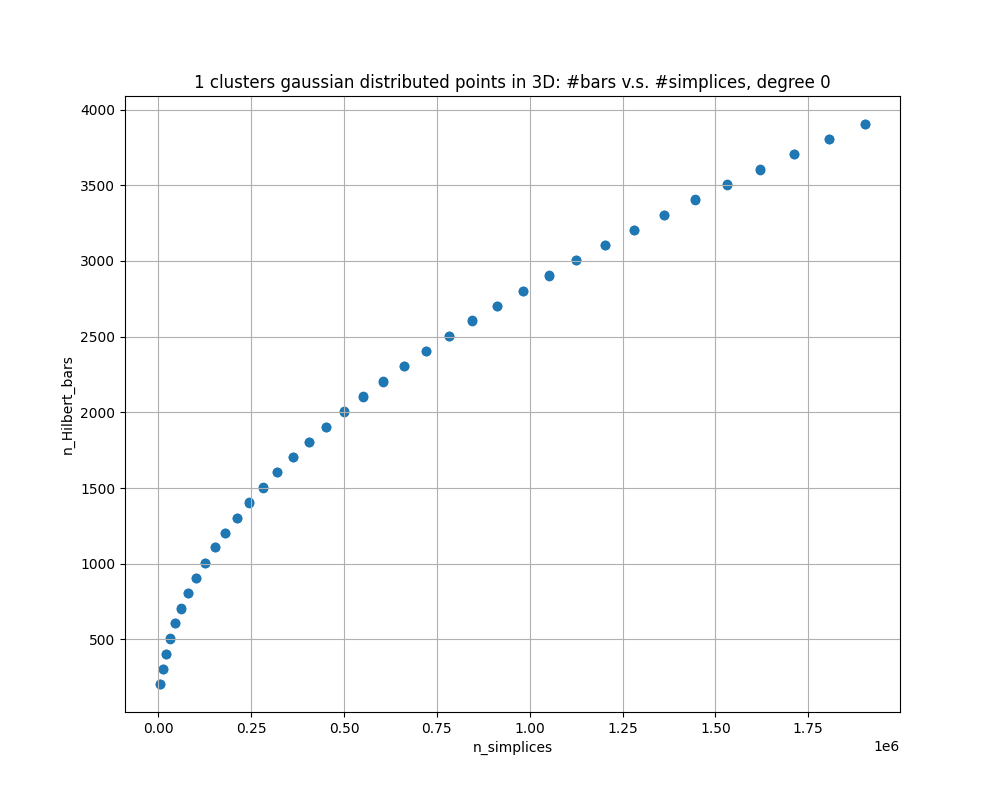 1 clusters gaussian distributed points in 3D: #bars v.s. #simplices, degree 0
4000
3500
3000
2500
2000
1500
1000
500
n_Hilbert_bars
0.00 0.25 0.50 0.75 1.00 1.25 1.50 1.75
1e6
n_simplices